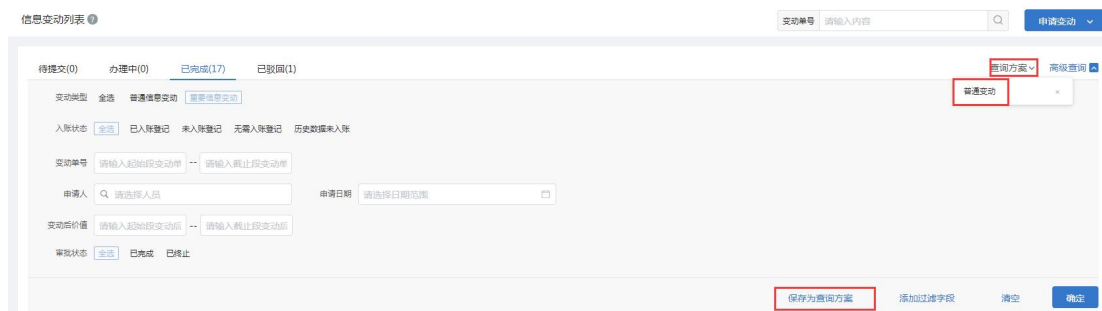 信息变动列表 ? 变动单号 请输入内容 申请变动
待提交(0) 办理中(0) 已完成(17) 已驳回(1) 查询方案 高级查询
变动类型 全选 普通信息变动 重要信息变动 普通变动 ×
入账状态 全选 已入账登记 未入账登记 无需入账登记 历史数据未入账
变动单号 请输入起始段变动单 -- 请输入截止段变动单
申请人 请选择人员 申请日期 请选择日期范围
变动后价值 请输入起始段变动后 -- 请输入截止段变动后
审批状态 全选 已完成 已终止
保存为查询方案 添加过滤字段 清空 确定